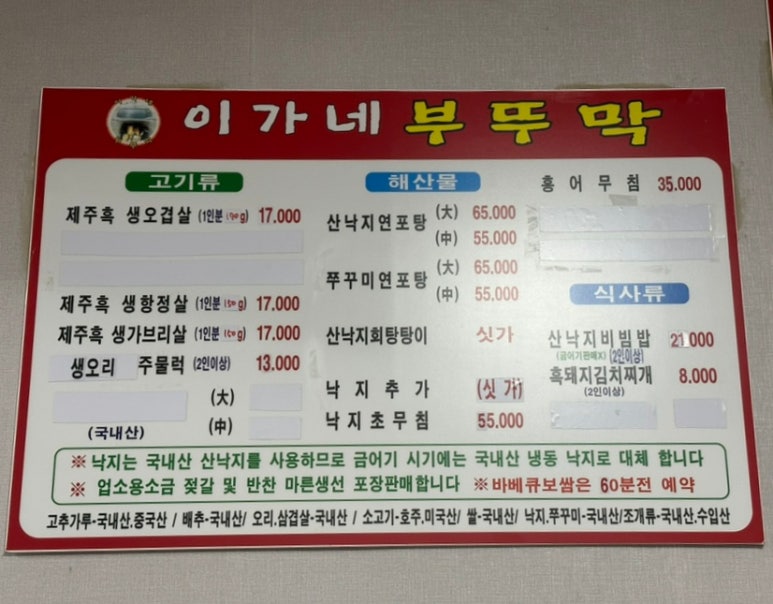 이가네 부뚜막
고기류
제주흑 생오겹살 (1인분 g) 17.000
제주흑 생항정살 (1인분 g) 17.000
제주흑 생가브리살 (1인분 g) 17.000
생오리 주물럭 (2인이상) 13.000
(大)
(국내산) (中)
해산물
산낙지연포탕 (大) 65.000
(中) 55.000
쭈꾸미연포탕 (大) 65.000
(中) 55.000
산낙지회탕탕이 싯가
낙지추가 (싯가)
낙지초무침 55.000
홍어무침 35.000
식사류
산낙지비빔밥 21.000
(금어기판매X) (2인이상)
흑돼지김치찌개 8.000
(2인이상)
※ 낙지는 국내산 산낙지를 사용하므로 금어기 시기에는 국내산 냉동 낙지로 대체 합니다
※ 업소용소금 젖갈 및 반찬 마른생선 포장판매합니다 ※바베큐보쌈은 60분전 예약
고추가루-국내산.중국산 / 배추-국내산/ 오리.삼겹살-국내산 / 소고기-호주.미국산/ 쌀-국내산/ 낙지.쭈꾸미-국내산/조개류-국내산.수입산